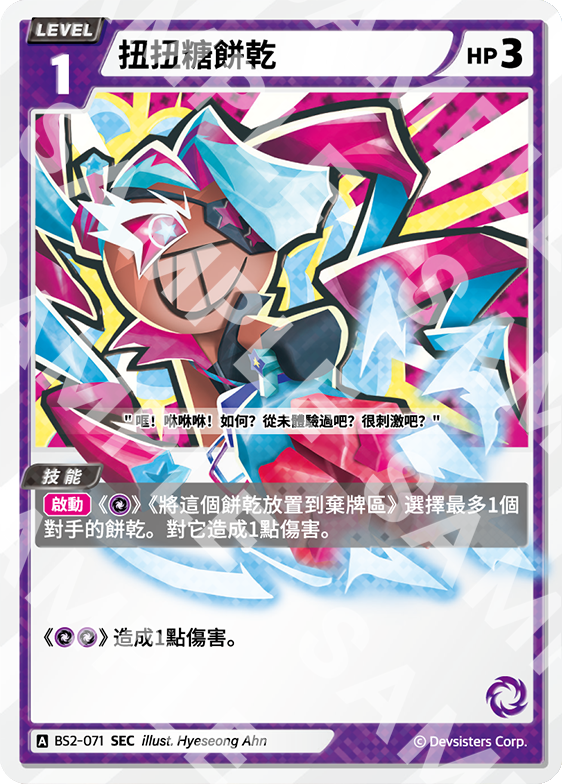 LEVEL
1
扭扭糖餅乾
HP 3
"哐！咻咻咻！如何？從未體驗過吧？很刺激吧？"
技能
啟動《》《將這個餅乾放置到棄牌區》選擇最多1個
對手的餅乾。對它造成1點傷害。
《》造成1點傷害。
A BS2-071 SEC illust. Hyeseong Ahn
© Devsisters Corp.
SAMPLE